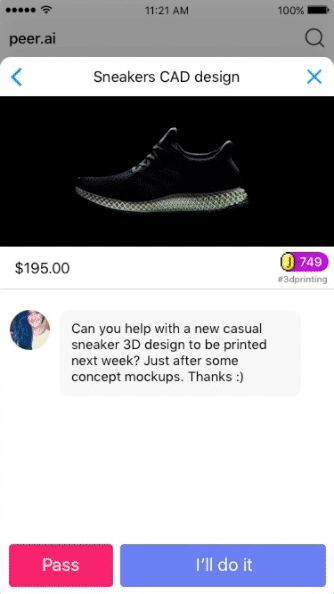 11:21 AM
100%
peer.ai
Sneakers CAD design
$195.00
J 749
#3dprinting
Can you help with a new casual
sneaker 3D design to be printed
next week? Just after some
concept mockups. Thanks :)
Pass
I'll do it